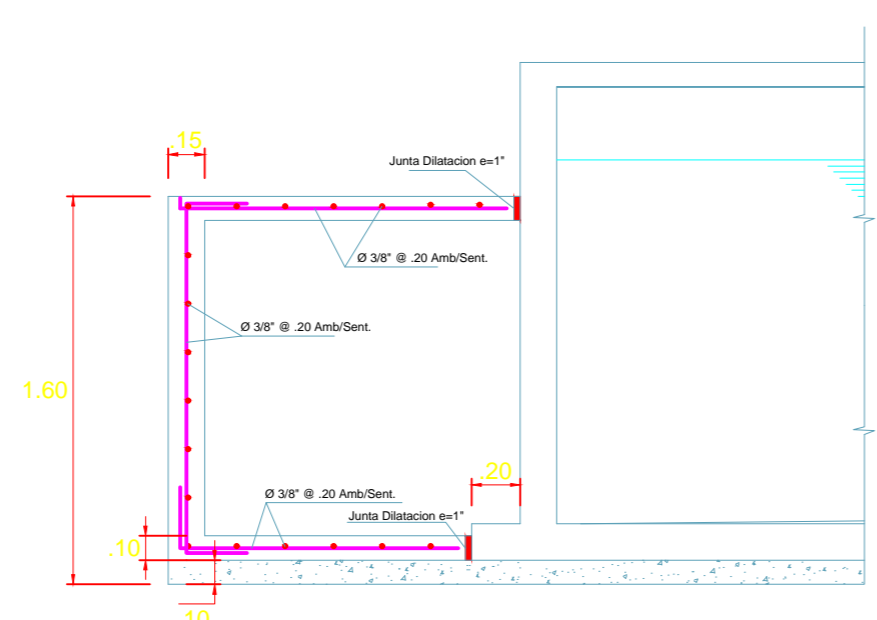 .15
Junta Dilatacion e=1"
Ø 3/8" @ .20 Amb/Sent.
Ø 3/8" @ .20 Amb/Sent.
1.60
.20
Ø 3/8" @ .20 Amb/Sent.
Junta Dilatacion e=1"
.10
.10